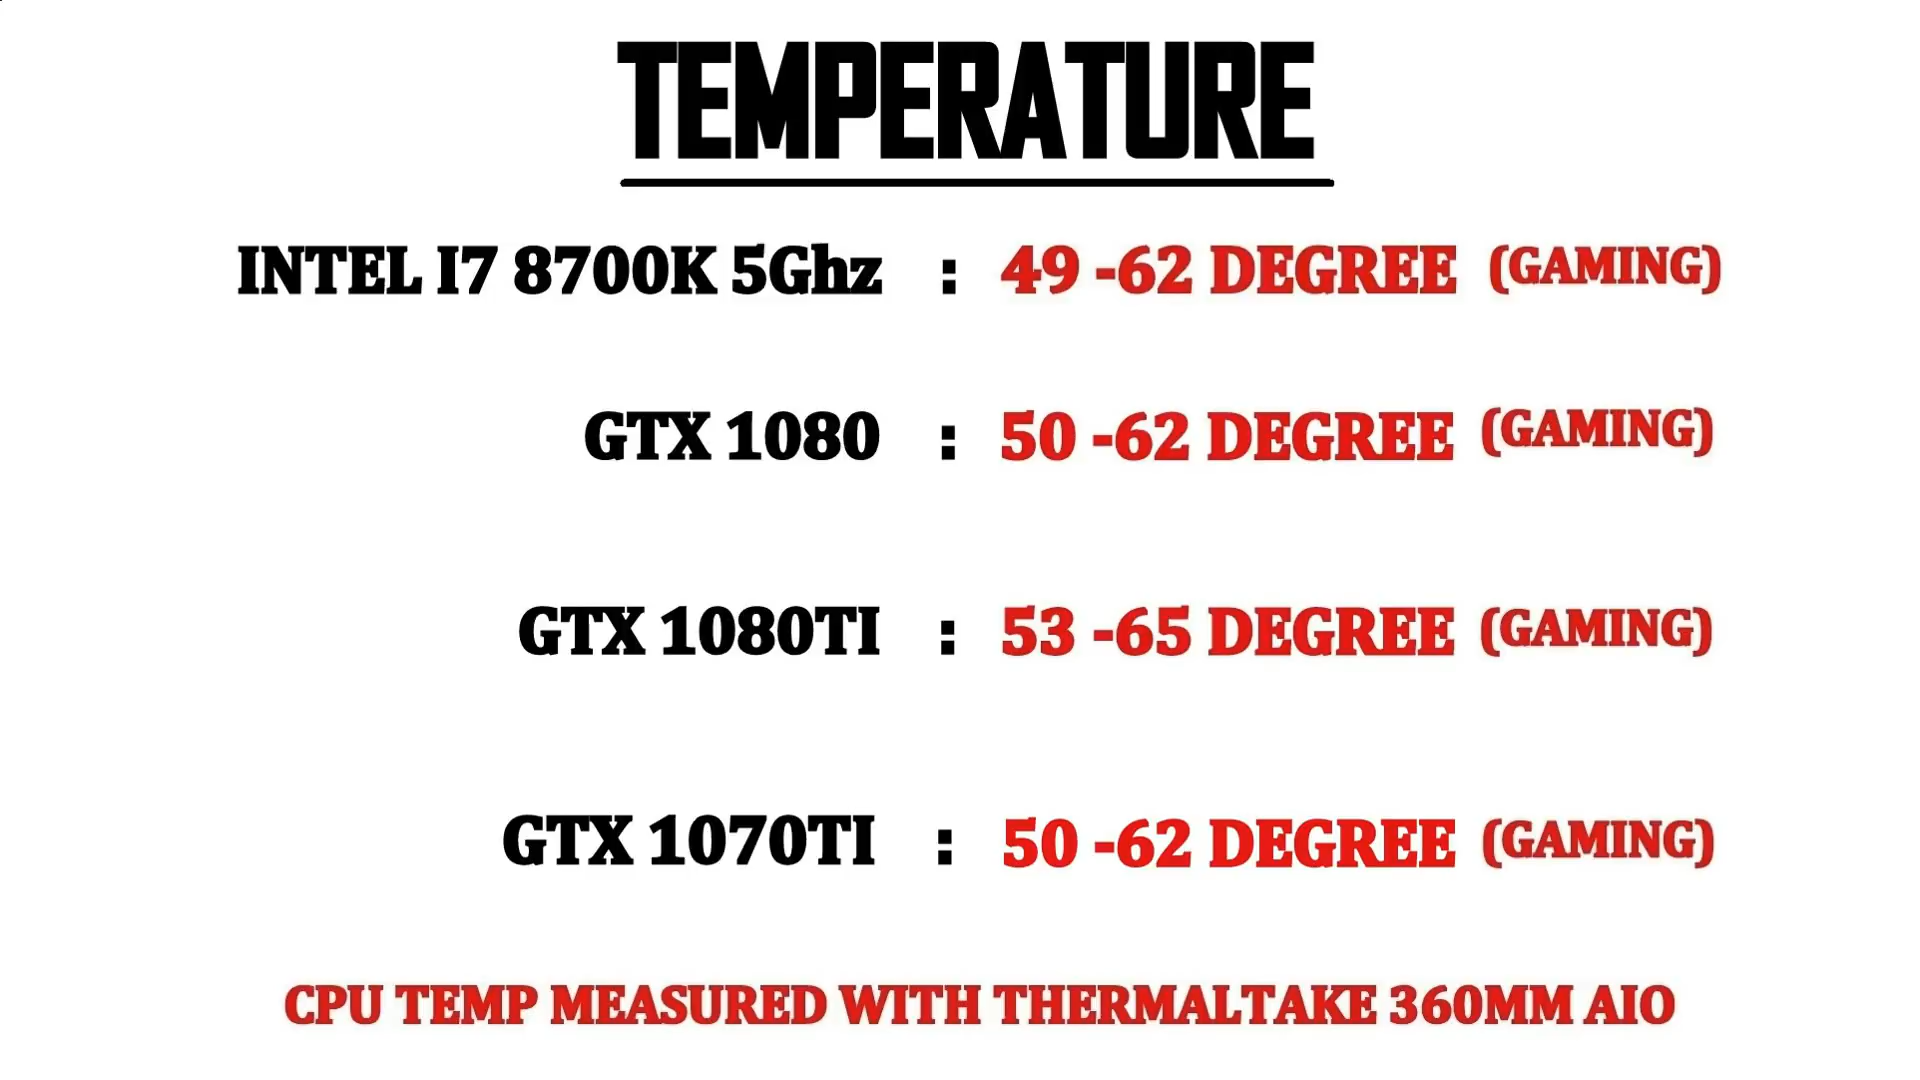 TEMPERATURE
INTEL I7 8700K 5Ghz : 49 -62 DEGREE (GAMING)
GTX 1080 : 50 -62 DEGREE (GAMING)
GTX 1080TI : 53 -65 DEGREE (GAMING)
GTX 1070TI : 50 -62 DEGREE (GAMING)
CPU TEMP MEASURED WITH THERMALTAKE 360MM AIO